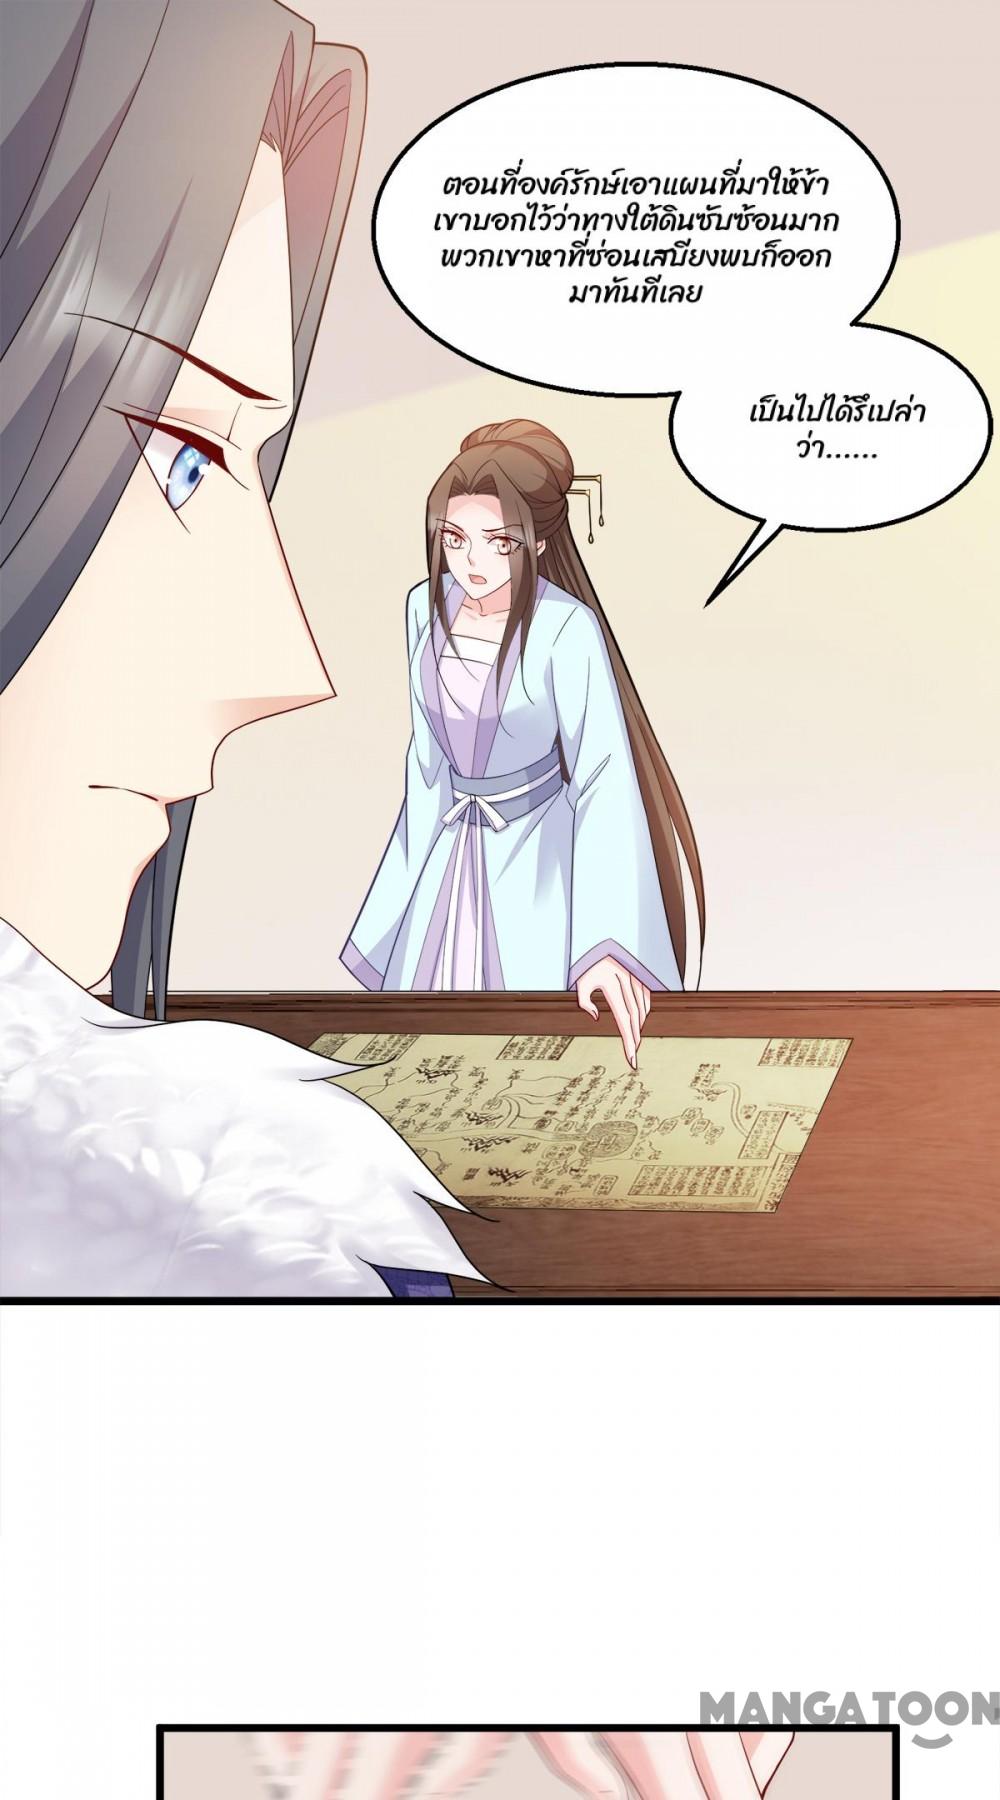 ตอนที่องค์รักษ์เอาแผนที่มาให้ข้า
เขาบอกไว้ว่าทางใต้ดินซับซ้อนมาก
พวกเขาหาที่ซ่อนเสบียงพบก็ออก
มาทันทีเลย
เป็นไปได้รึเปล่า
ว่า......
MANGATOON